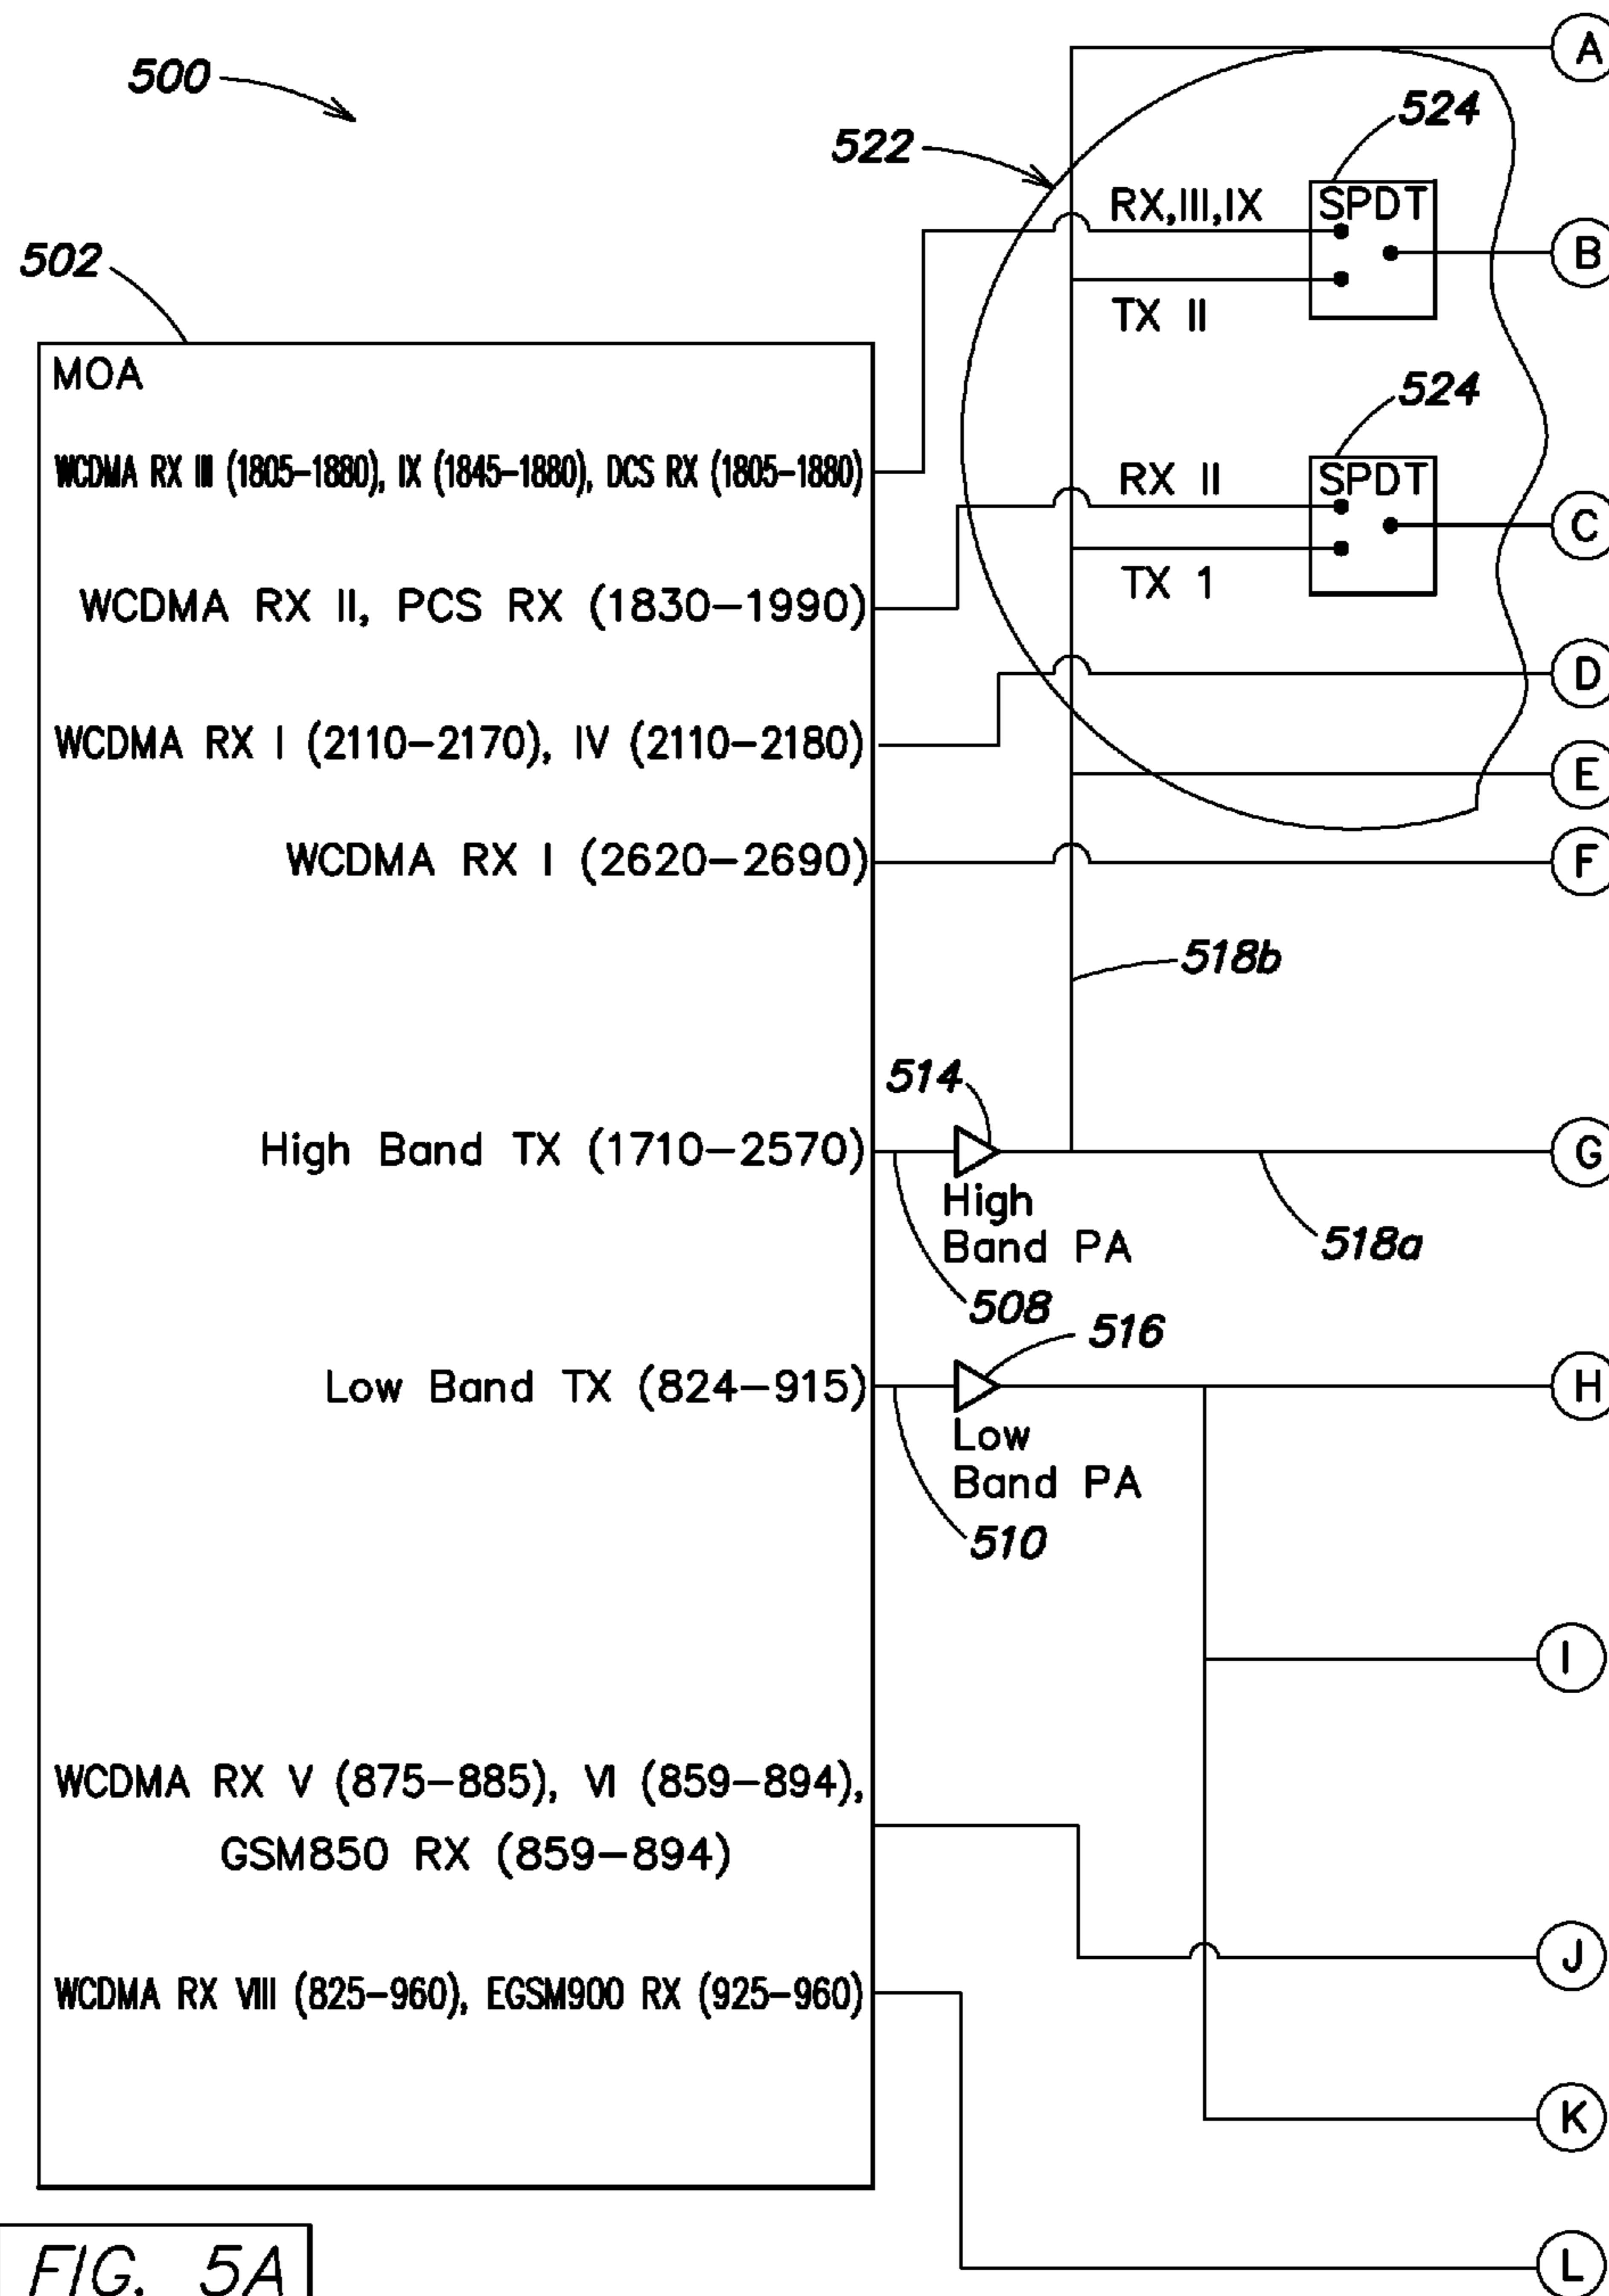 A
500
524
522
RX,III,IX
SPDT
B
502
TX II
MOA
524
WCDMA RX III (1805-1880), IX (1845-1880), DCS RX (1805-1880)
RX II
SPDT
C
TX 1
WCDMA RX II, PCS RX (1830-1990)
D
WCDMA RX I (2110-2170), IV (2110-2180)
E
WCDMA RX I (2620-2690)
F
518b
514
High Band TX (1710-2570)
G
High
Band PA
518a
508
516
Low Band TX (824-915)
H
Low
Band PA
510
I
WCDMA RX V (875-885), VI (859-894),
GSM850 RX (859-894)
J
WCDMA RX VIII (825-960), EGSM900 RX (925-960)
K
FIG. 5A
L